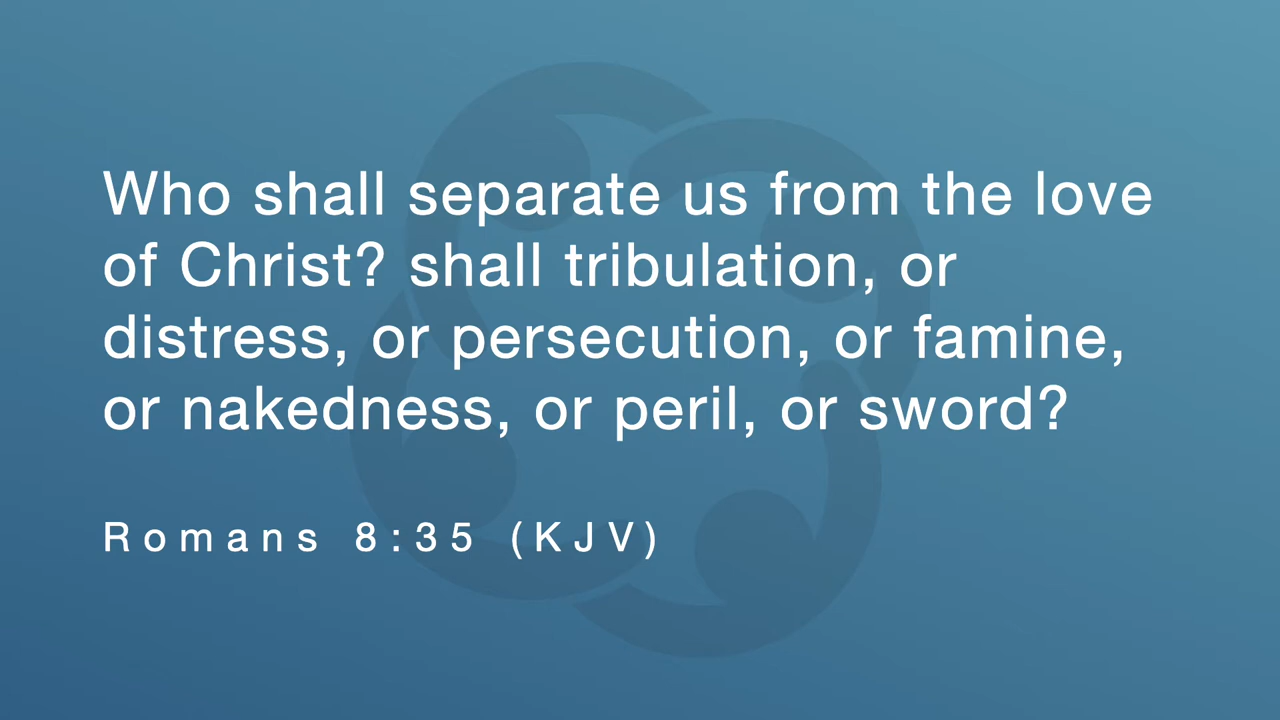 Who shall separate us from the love
of Christ? shall tribulation, or
distress, or persecution, or famine,
or nakedness, or peril, or sword?
Romans 8:35 (KJV)